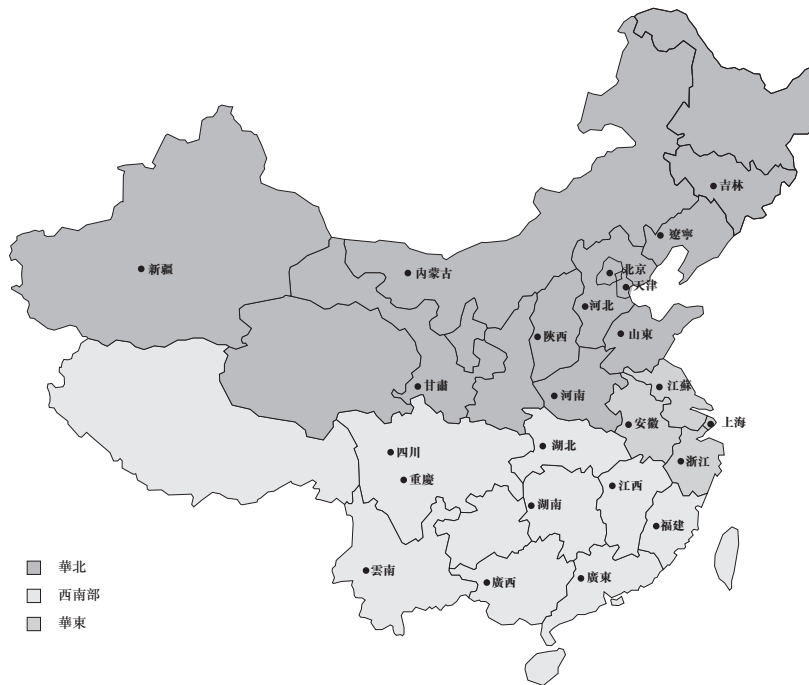 吉林
遼寧
新疆
內蒙古
北京
天津
河北
陝西
山東
甘肅
河南
江蘇
安徽
上海
四川
湖北
浙江
重慶
江西
湖南
福建
雲南
廣西
廣東
華北
西南部
華東